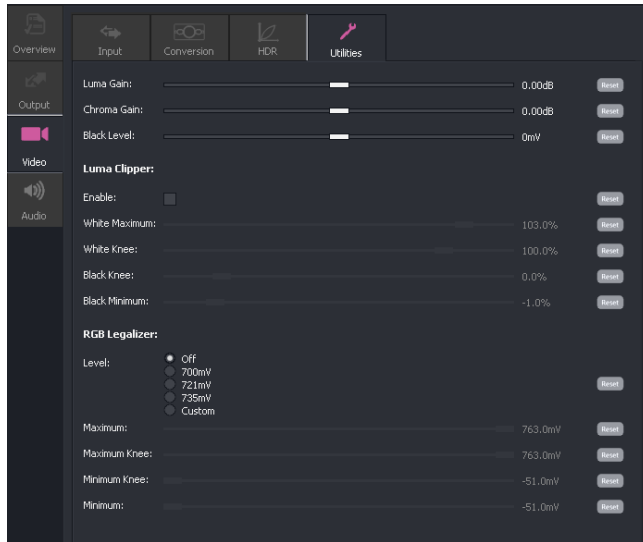 Overview
Output
Video
Audio
Input
Conversion
HDR
Utilities
Luma Gain: 0.00dB Reset
Chroma Gain: 0.00dB Reset
Black Level: 0mV Reset
Luma Clipper:
Enable: Reset
White Maximum: 103.0% Reset
White Knee: 100.0% Reset
Black Knee: 0.0% Reset
Black Minimum: -1.0% Reset
RGB Legalizer:
Level:
Off
700mV
721mV
735mV
Custom
Reset
Maximum: 763.0mV Reset
Maximum Knee: 763.0mV Reset
Minimum Knee: -51.0mV Reset
Minimum: -51.0mV Reset